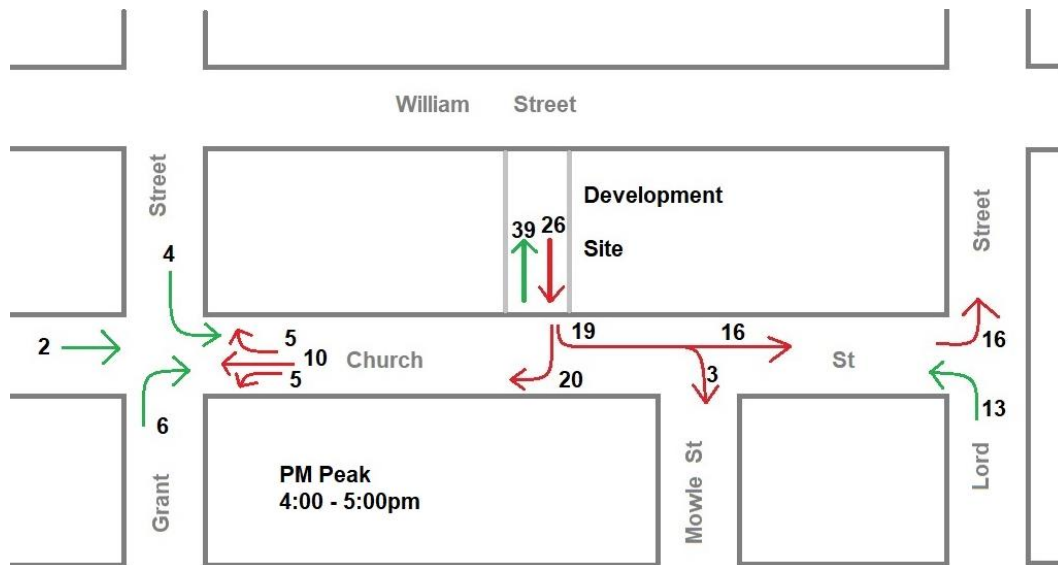 William Street
Street
Development
Site
Street
39 26
4
2
5
10
5
Church
19
16
St
16
20
3
13
6
PM Peak
4:00 - 5:00pm
Grant
Mowle St
Lord